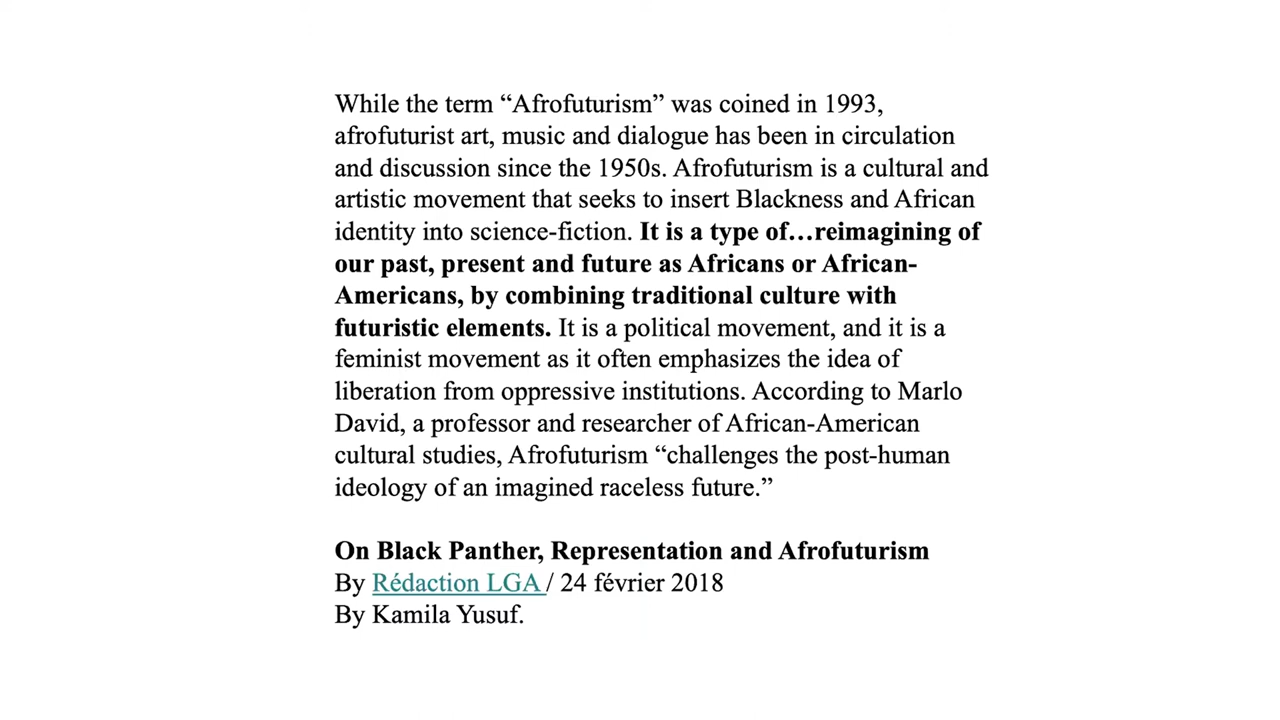 While the term “Afrofuturism” was coined in 1993,
afrofuturist art, music and dialogue has been in circulation
and discussion since the 1950s. Afrofuturism is a cultural and
artistic movement that seeks to insert Blackness and African
identity into science-fiction. It is a type of…reimagining of
our past, present and future as Africans or African-
Americans, by combining traditional culture with
futuristic elements. It is a political movement, and it is a
feminist movement as it often emphasizes the idea of
liberation from oppressive institutions. According to Marlo
David, a professor and researcher of African-American
cultural studies, Afrofuturism “challenges the post-human
ideology of an imagined raceless future.”
On Black Panther, Representation and Afrofuturism
By Rédaction LGA / 24 février 2018
By Kamila Yusuf.